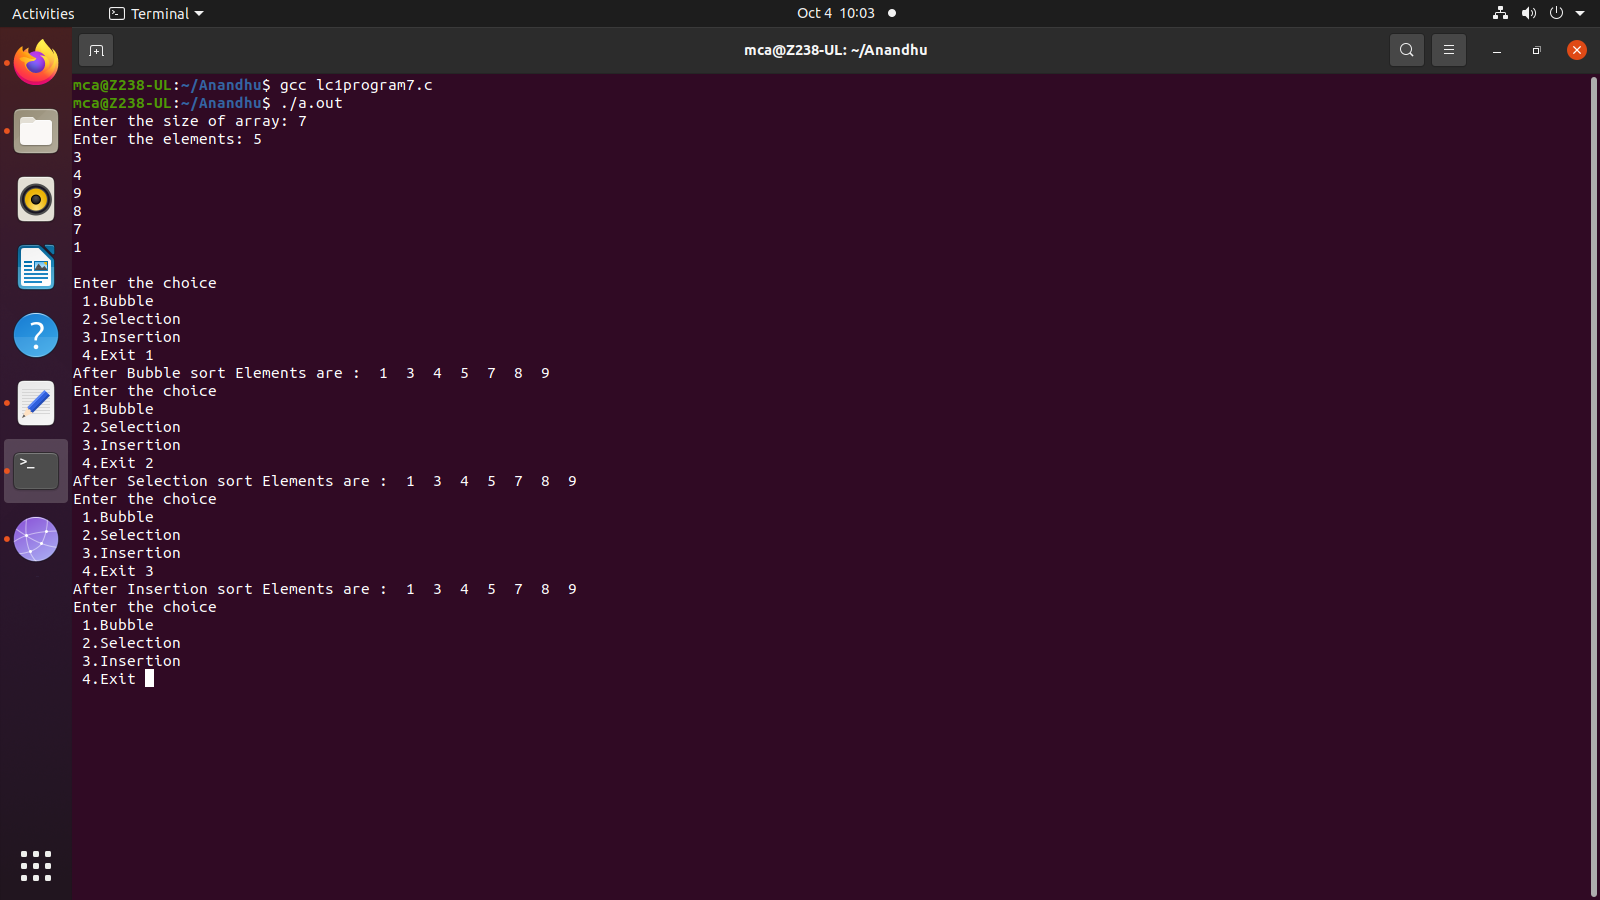 Activities Terminal Oct 4 10:03
mca@Z238-UL: ~/Anandhu
mca@Z238-UL:~/Anandhu$ gcc lc1program7.c
mca@Z238-UL:~/Anandhu$ ./a.out
Enter the size of array: 7
Enter the elements: 5
3
4
9
8
7
1
Enter the choice
1.Bubble
2.Selection
3.Insertion
4.Exit 1
After Bubble sort Elements are :  1  3  4  5  7  8  9
Enter the choice
1.Bubble
2.Selection
3.Insertion
4.Exit 2
After Selection sort Elements are :  1  3  4  5  7  8  9
Enter the choice
1.Bubble
2.Selection
3.Insertion
4.Exit 3
After Insertion sort Elements are :  1  3  4  5  7  8  9
Enter the choice
1.Bubble
2.Selection
3.Insertion
4.Exit